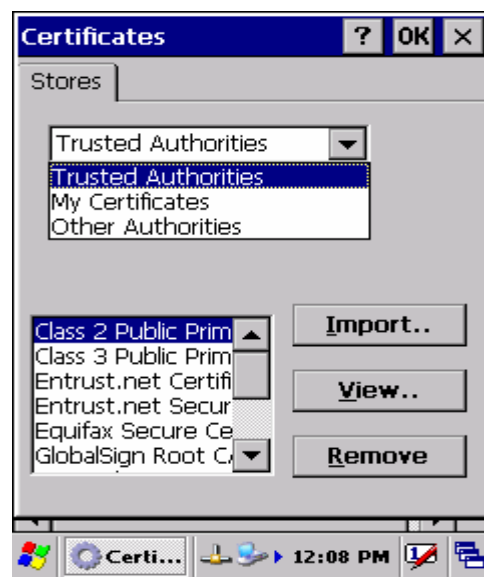 Certificates ? OK ×
Stores
Trusted Authorities
Trusted Authorities
My Certificates
Other Authorities
Class 2 Public Prim
Class 3 Public Prim
Entrust.net Certifi
Entrust.net Secur
Equifax Secure Ce
GlobalSign Root C
Import..
View..
Remove
Certi... 12:08 PM